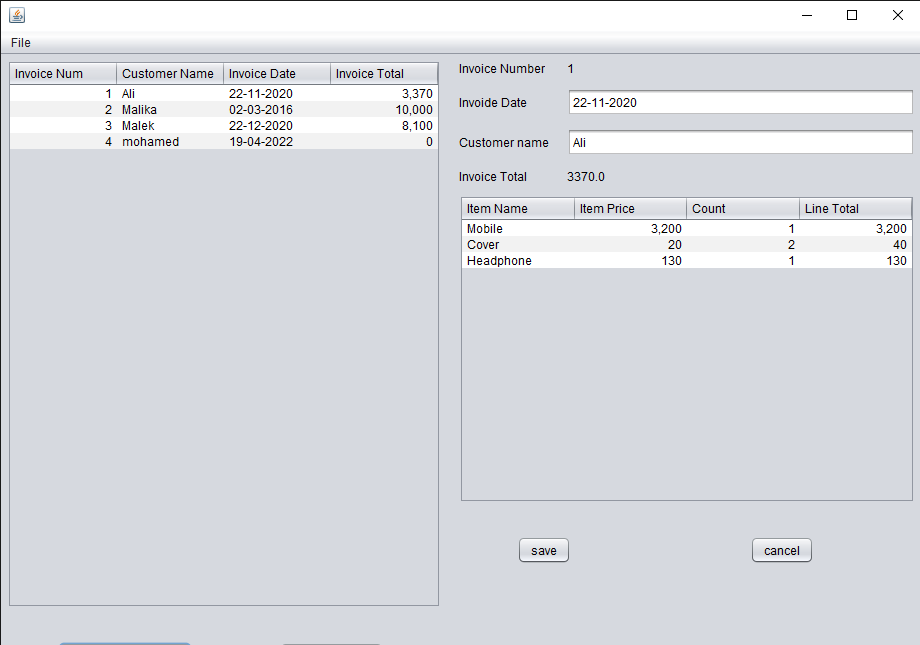 File
Invoice Num Customer Name Invoice Date Invoice Total
1 Ali 22-11-2020 3,370
2 Malika 02-03-2016 10,000
3 Malek 22-12-2020 8,100
4 mohamed 19-04-2022 0
Invoice Number 1
Invoide Date 22-11-2020
Customer name Ali
Invoice Total 3370.0
Item Name Item Price Count Line Total
Mobile 3,200 1 3,200
Cover 20 2 40
Headphone 130 1 130
save cancel